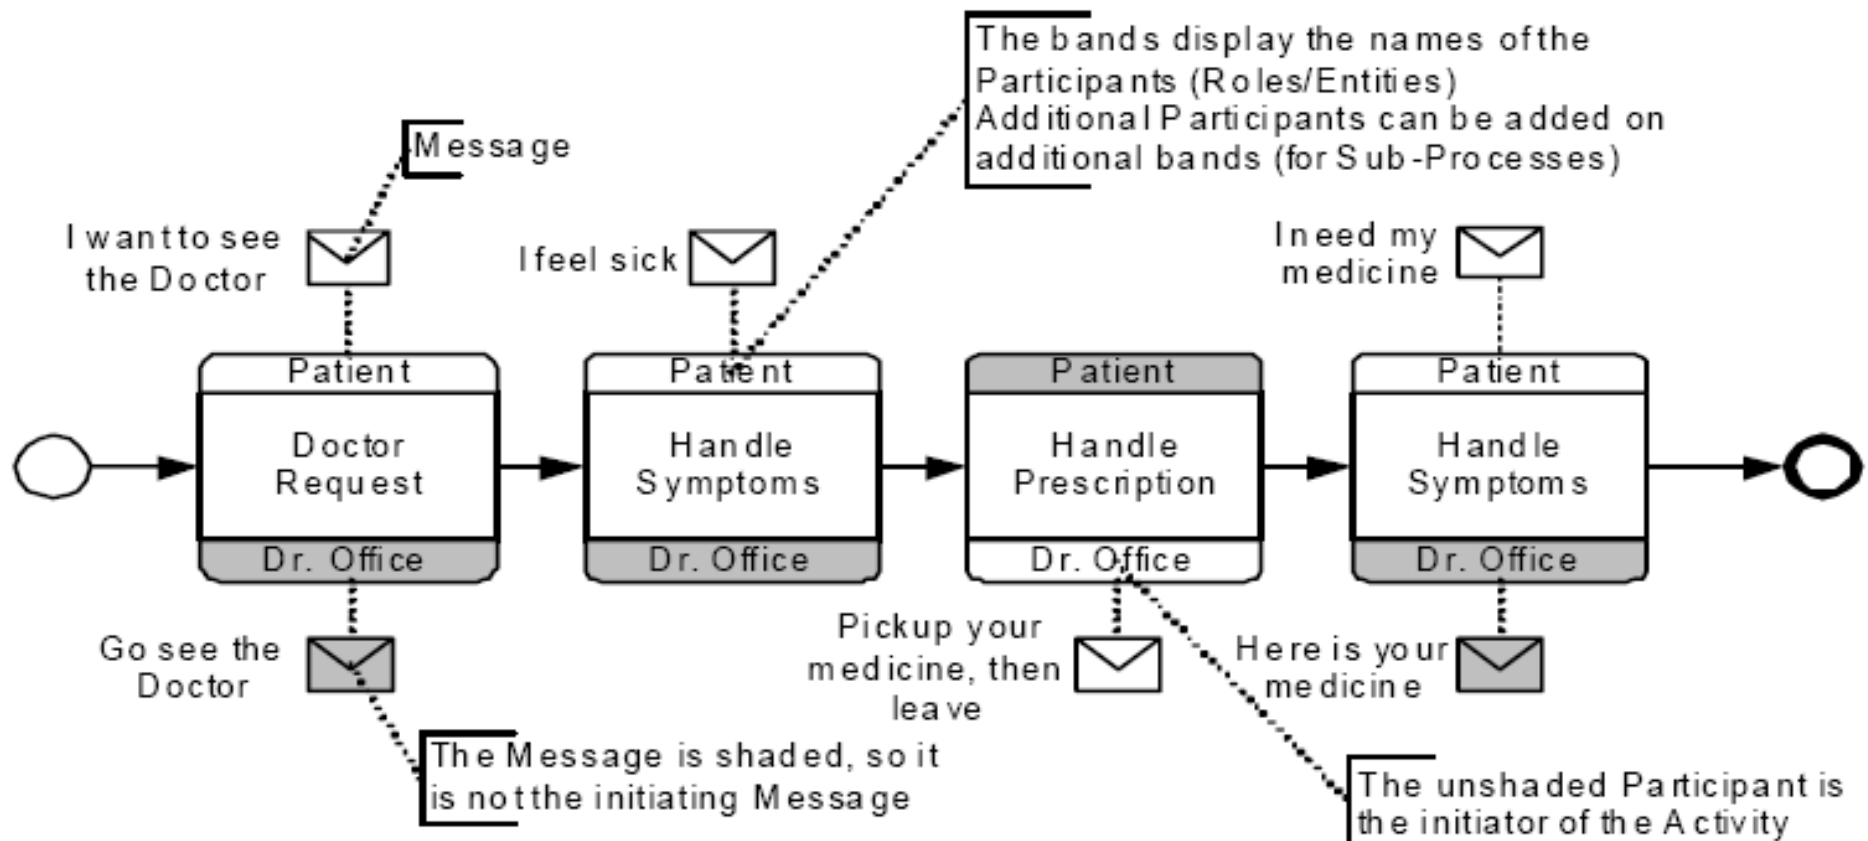 The bands display the names of the
Participants (Roles/Entities)
Additional Participants can be added on
additional bands (for Sub-Processes)
Message
I want to see
the Doctor
I feel sick
I need my
medicine
Patient
Doctor
Request
Dr. Office
Patient
Handle
Symptoms
Dr. Office
Patient
Handle
Prescription
Dr. Office
Patient
Handle
Symptoms
Dr. Office
Go see the
Doctor
Pickup your
medicine, then
leave
Here is your
medicine
The Message is shaded, so it
is not the initiating Message
The unshaded Participant is
the initiator of the Activity